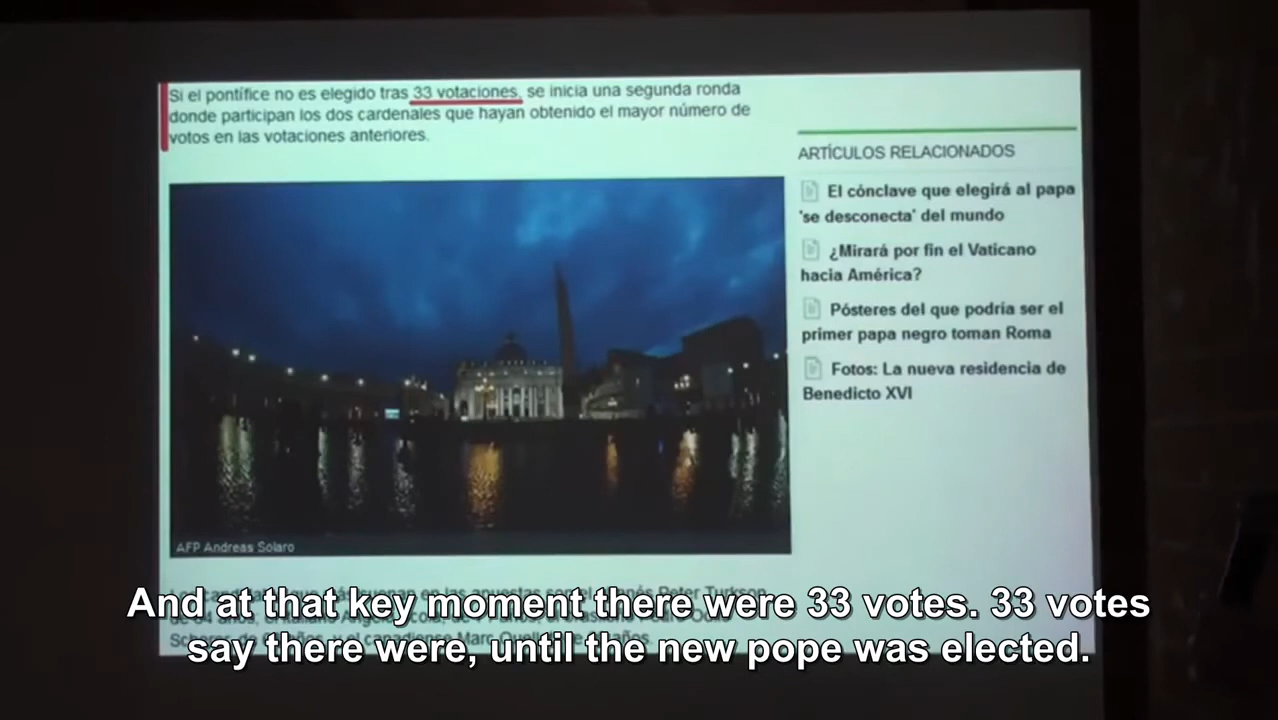 Si el pontífice no es elegido tras 33 votaciones, se inicia una segunda ronda
donde participan los dos cardenales que hayan obtenido el mayor número de
votos en las votaciones anteriores.
ARTÍCULOS RELACIONADOS
El cónclave que elegirá al papa
'se desconecta' del mundo
¿Mirará por fin el Vaticano
hacia América?
Pósteres del que podría ser el
primer papa negro toman Roma
Fotos: La nueva residencia de
Benedicto XVI
AFP Andreas Solaro
Peter Turkson
And at that key moment there were 33 votes. 33 votes
say there were, until the new pope was elected.